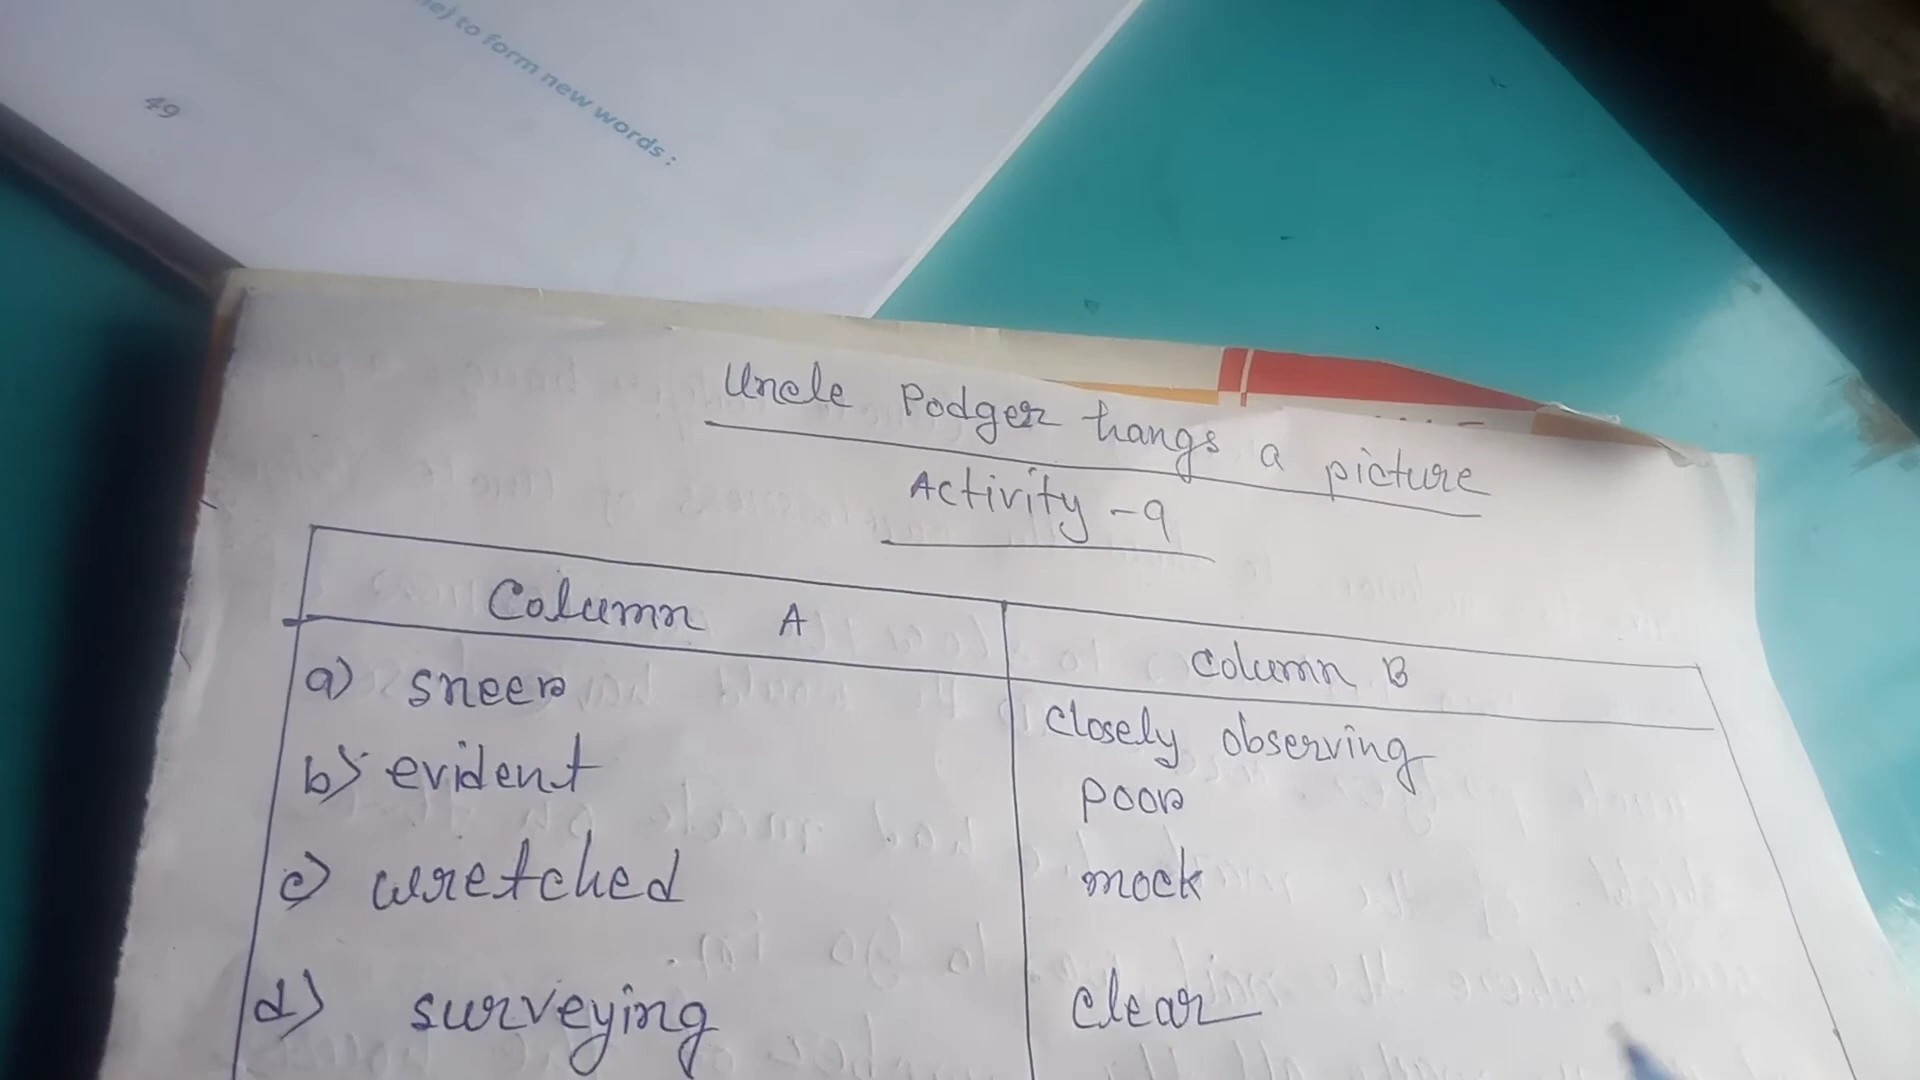 to form new words :
49
Uncle Podger hangs a picture
Activity - 9
Column A
Column B
a) sneer
closely observing
b) evident
poor
c) wretched
mock
d) surveying
clear